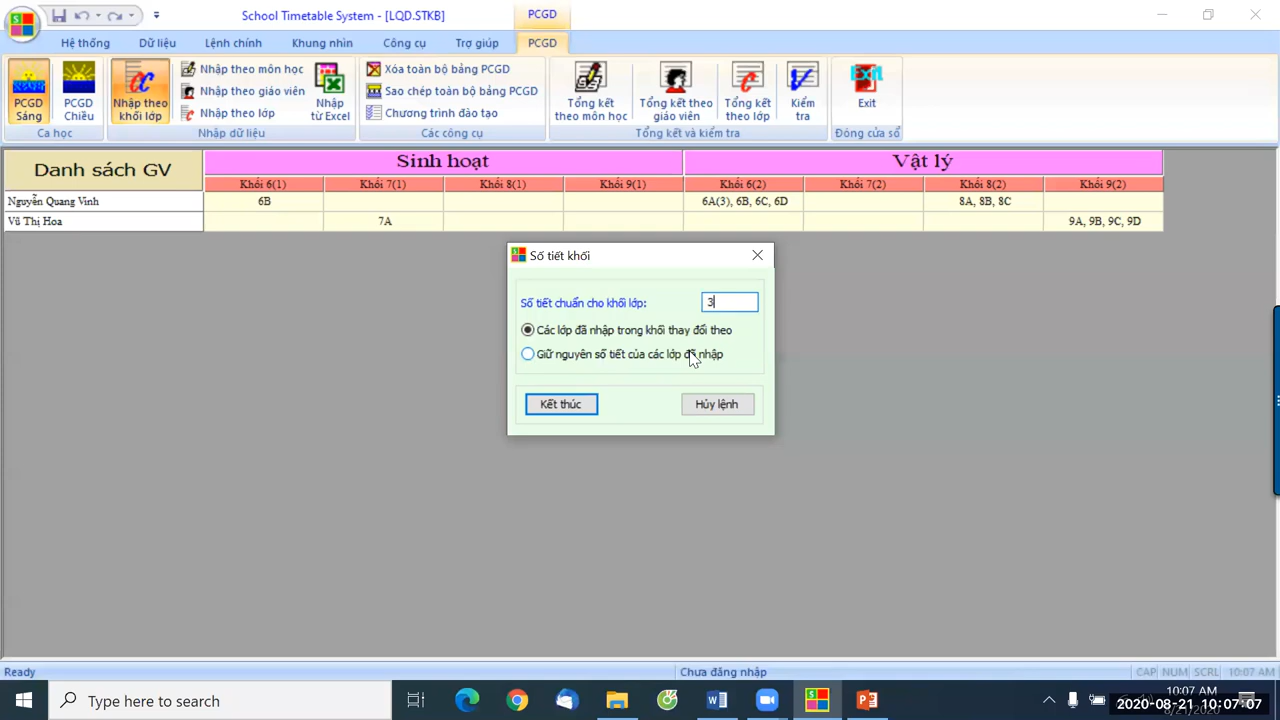 School Timetable System - [LQD.STKB]
PCGD
Hệ thống
Dữ liệu
Lệnh chính
Khung nhìn
Công cụ
Trợ giúp
PCGD
PCGD Sáng
PCGD Chiều
Ca học
Nhập theo khối lớp
Nhập theo môn học
Nhập theo giáo viên
Nhập theo lớp
Nhập từ Excel
Nhập dữ liệu
Xóa toàn bộ bảng PCGD
Sao chép toàn bộ bảng PCGD
Chương trình đào tạo
Các công cụ
Tổng kết theo môn học
Tổng kết theo giáo viên
Tổng kết theo lớp
Kiểm tra
Tổng kết và kiểm tra
Exit
Exit
Đóng cửa sổ
Danh sách GV
Sinh hoạt
Vật lý
Khối 6(1)
Khối 7(1)
Khối 8(1)
Khối 9(1)
Khối 6(2)
Khối 7(2)
Khối 8(2)
Khối 9(2)
Nguyễn Quang Vinh
6B
6A(3), 6B, 6C, 6D
8A, 8B, 8C
Vũ Thị Hoa
7A
9A, 9B, 9C, 9D
Số tiết khối
Số tiết chuẩn cho khối lớp:
3
Các lớp đã nhập trong khối thay đổi theo
Giữ nguyên số tiết của các lớp đã nhập
Kết thúc
Hủy lệnh
Ready
Chưa đăng nhập
CAP
NUM
SCRL
10:07 AM
Type here to search
10:07 AM
2020-08-21 10:07:07